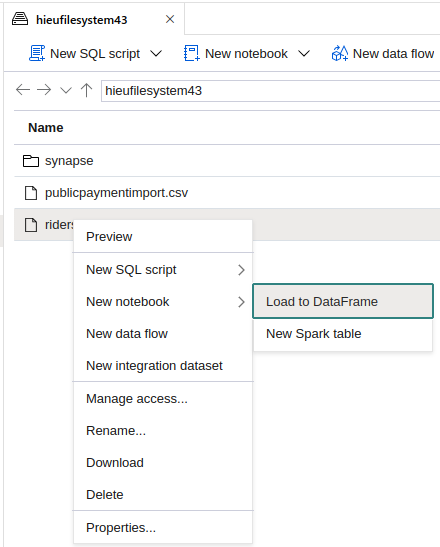 hieufilesystem43
New SQL script New notebook New data flow
hieufilesystem43
Name
synapse
publicpaymentimport.csv
riders
Preview
New SQL script
New notebook
Load to DataFrame
New data flow
New Spark table
New integration dataset
Manage access...
Rename...
Download
Delete
Properties...